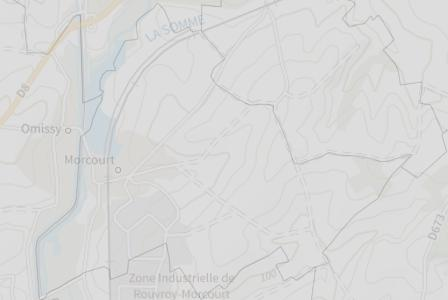 LA SOMME
D8
Omissy
Morcourt
D673
Zone Industrielle de
Rouvroy-Morcourt
100